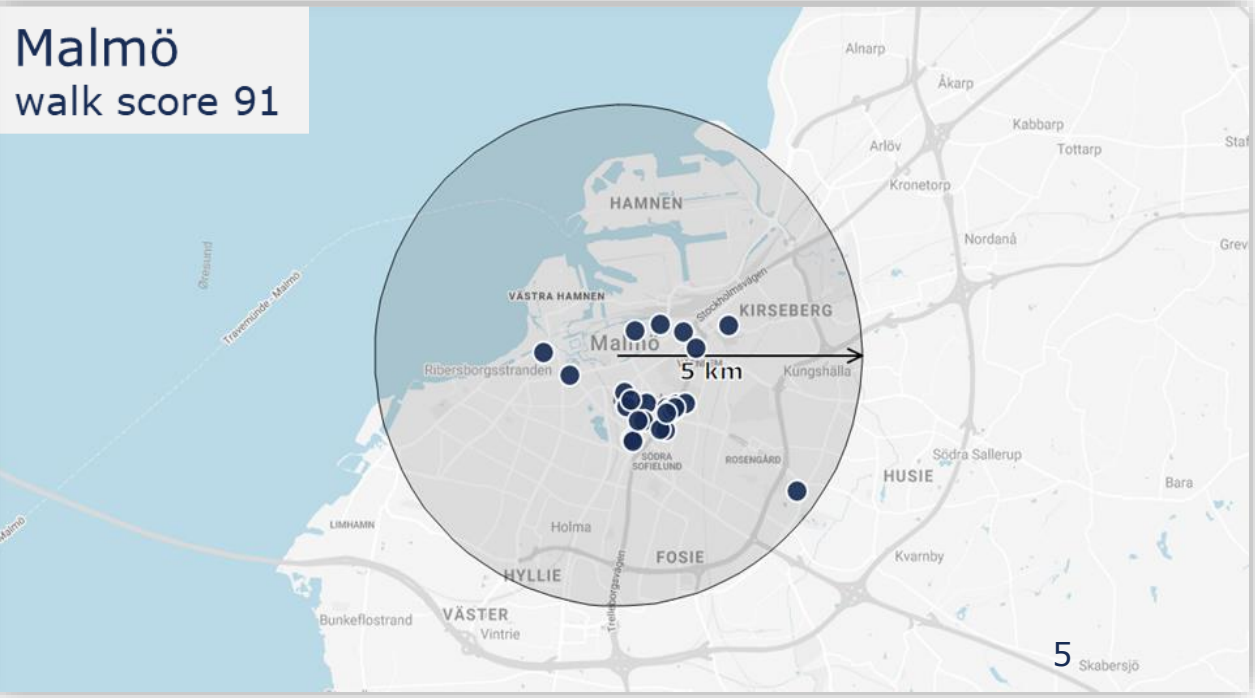 Malmö
walk score 91
Alnarp
Åkarp
Kabbarp
Arlöv
Tottarp
Staf
Kronetorp
HAMNEN
Nordanå
Grev
Øresund
Travemünde - Malmö
VÄSTRA HAMNEN
Stockholmsvägen
KIRSEBERG
Malmö
Ribersborgsstranden
5 km
Kungshälla
SÖDRA
SOFIELUND
ROSENGÅRD
Södra Sallerup
HUSIE
Bara
Malmö
LIMHAMN
Holma
FOSIE
Kvarnby
HYLLIE
Trelleborgsvägen
Bunkeflostrand
VÄSTER
Vintrie
5
Skabersjö